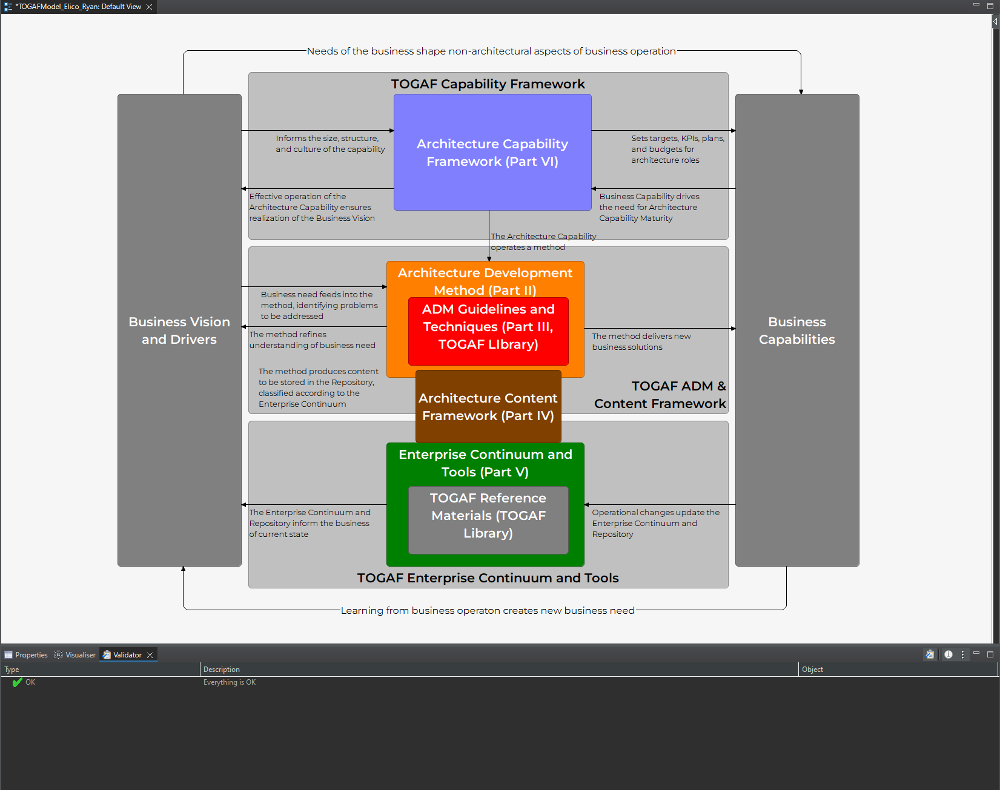 *TOGAFModel_Elico_Ryan: Default View
Needs of the business shape non-architectural aspects of business operation
TOGAF Capability Framework
Architecture Capability
Framework (Part VI)
Informs the size, structure,
and culture of the capability
Sets targets, KPIs, plans,
and budgets for
architecture roles
Effective operation of the
Architecture Capability ensures
realization of the Business Vision
Business Capability drives
the need for Architecture
Capability Maturity
The Architecture Capability
operates a method
Business Vision
and Drivers
Architecture Development
Method (Part II)
ADM Guidelines and
Techniques (Part III,
TOGAF LIbrary)
Business need feeds into the
method, identifying problems
to be addressed
The method refines
understanding of business need
The method produces content
to be stored in the Repository,
classified according to the
Enterprise Continuum
The method delivers new
business solutions
Business
Capabilities
TOGAF ADM &
Content Framework
Architecture Content
Framework (Part IV)
Enterprise Continuum and
Tools (Part V)
TOGAF Reference
Materials (TOGAF
Library)
The Enterprise Continuum and
Repository inform the business
of current state
Operational changes update the
Enterprise Continuum and
Repository
TOGAF Enterprise Continuum and Tools
Learning from business operaton creates new business need
Properties Visualiser Validator
Type Description Object
OK Everything is OK